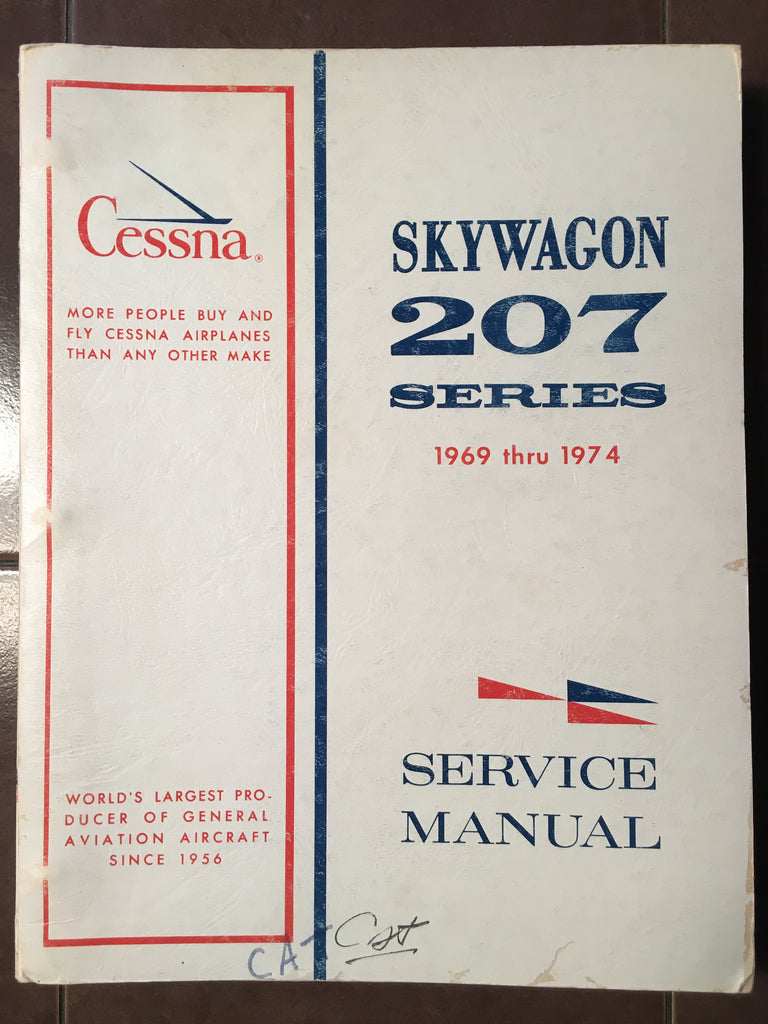 Cessna®
MORE PEOPLE BUY AND
FLY CESSNA AIRPLANES
THAN ANY OTHER MAKE
WORLD'S LARGEST PRO-
DUCER OF GENERAL
AVIATION AIRCRAFT
SINCE 1956
SKYWAGON
207
SERIES
1969 thru 1974
SERVICE
MANUAL
CAT